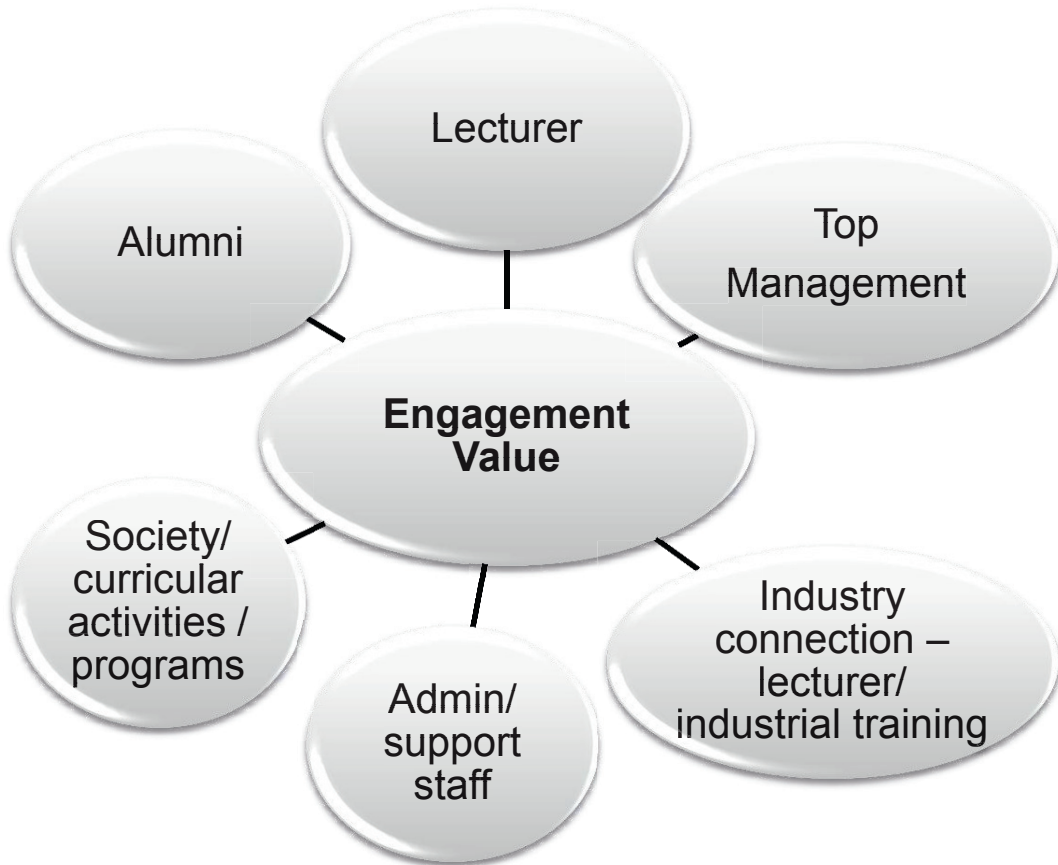 Lecturer
Alumni
Top
Management
Engagement
Value
Society/
curricular
activities /
programs
Industry
connection –
lecturer/
industrial training
Admin/
support
staff